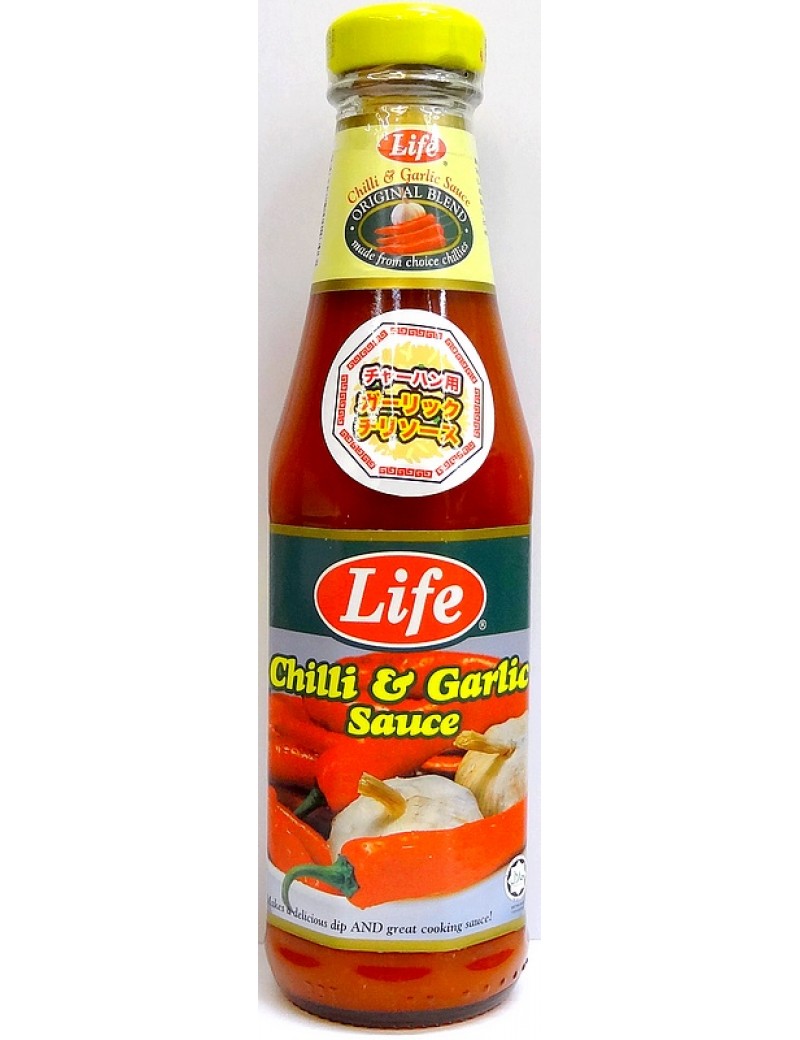 Life
®
Chilli & Garlic Sauce
• ORIGINAL BLEND •
made from choice chillies
チャーハン用
ガーリック
チリソース
Life
®
Chilli & Garlic
Sauce
Makes a delicious dip AND great cooking sauce!